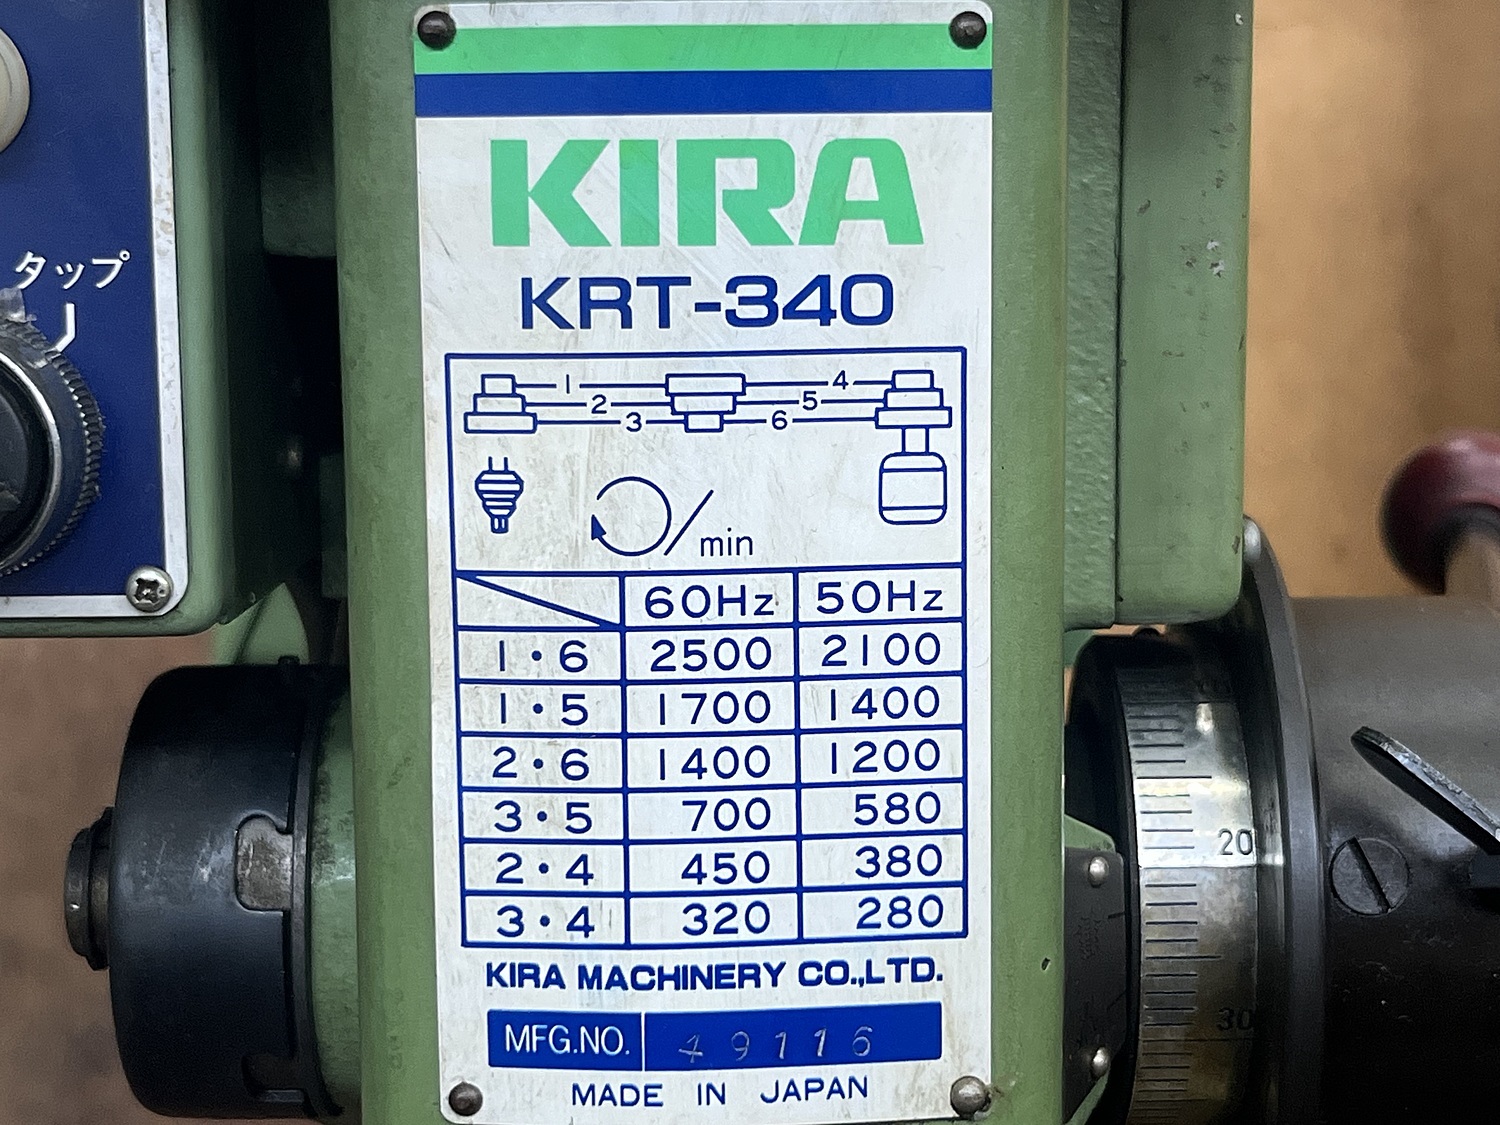 タップ
KIRA
KRT-340
1 4
2 5
3 6
/min
60Hz 50Hz
1・6 2500 2100
1・5 1700 1400
2・6 1400 1200
3・5 700 580
2・4 450 380
3・4 320 280
KIRA MACHINERY CO.,LTD.
MFG.NO. 49116
MADE IN JAPAN
20
30